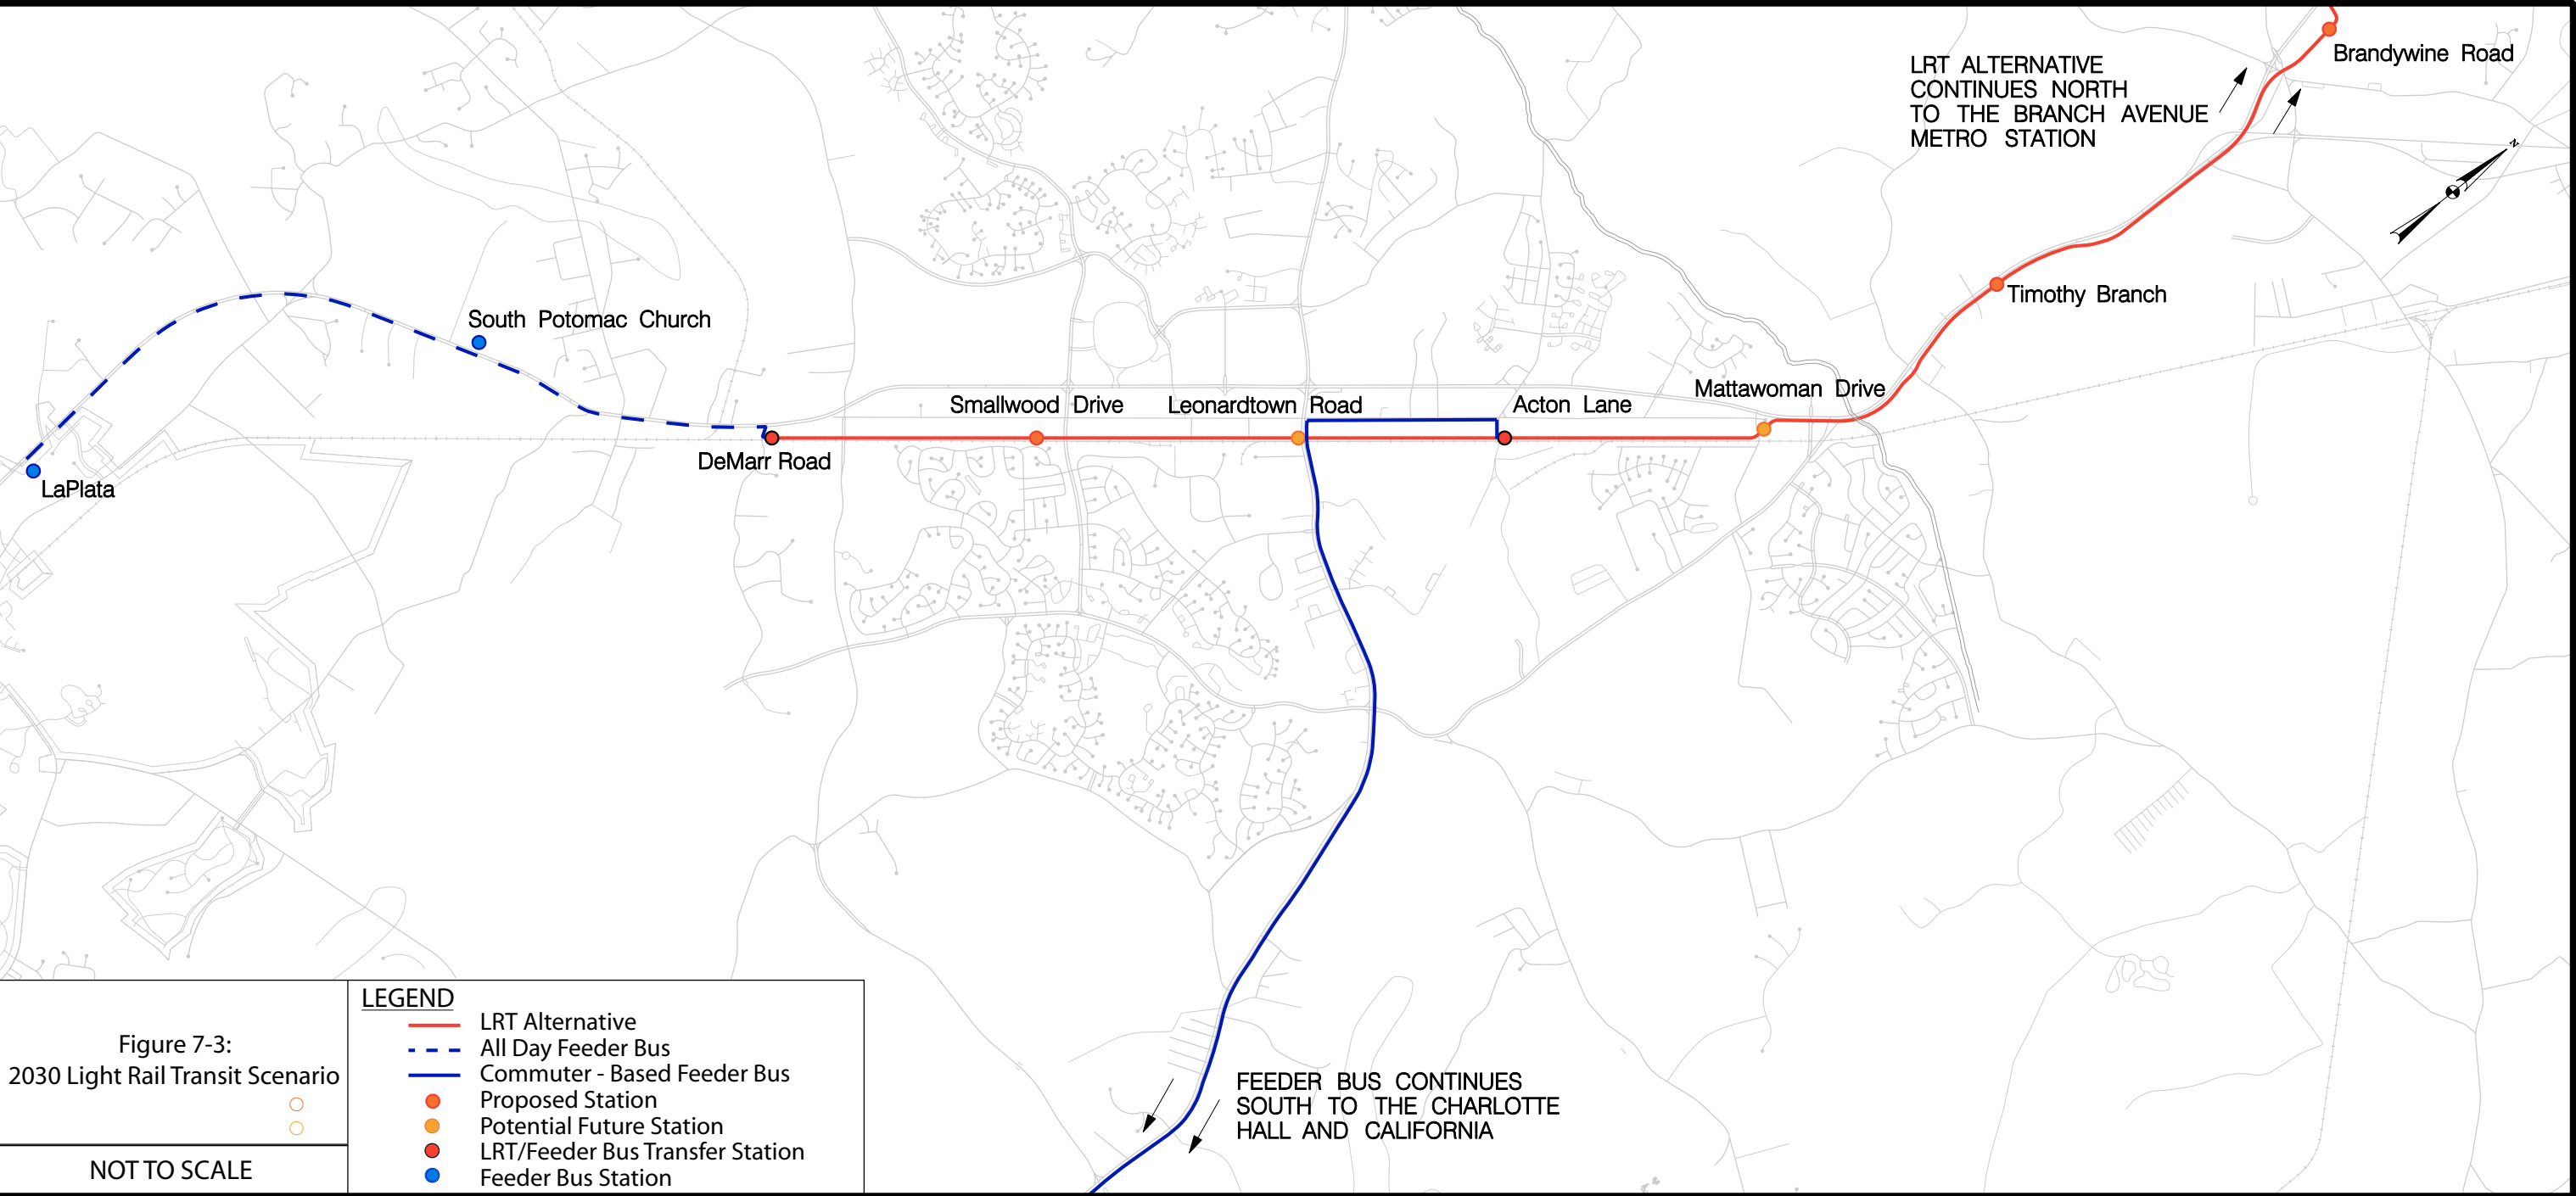 Brandywine Road
LRT ALTERNATIVE
CONTINUES NORTH
TO THE BRANCH AVENUE
METRO STATION
N
Timothy Branch
South Potomac Church
Mattawoman Drive
Smallwood Drive
Leonardtown Road
Acton Lane
DeMarr Road
LaPlata
FEEDER BUS CONTINUES
SOUTH TO THE CHARLOTTE
HALL AND CALIFORNIA
Figure 7-3:
2030 Light Rail Transit Scenario
NOT TO SCALE
LEGEND
LRT Alternative
All Day Feeder Bus
Commuter - Based Feeder Bus
Proposed Station
Potential Future Station
LRT/Feeder Bus Transfer Station
Feeder Bus Station